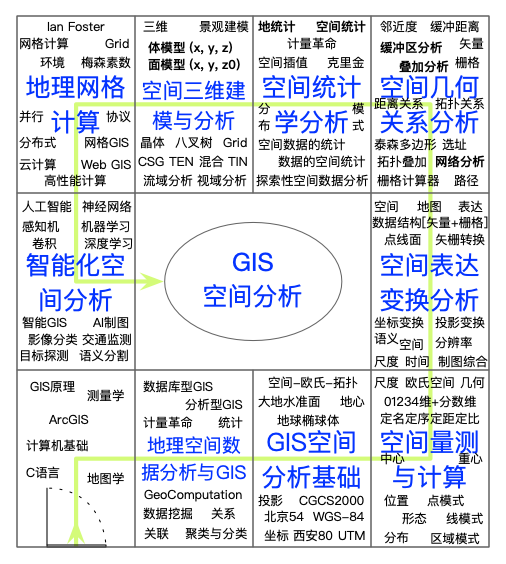 Ian Foster
网格计算 Grid
环境 梅森素数
地理网格
计算
并行 协议
分布式 网格GIS
云计算 Web GIS
高性能计算
三维 景观建模
体模型 (x, y, z)
面模型 (x, y, z0)
空间三维建
模与分析
晶体 八叉树 Grid
CSG TEN 混合 TIN
流域分析 视域分析
地统计 空间统计
计量革命
空间插值 克里金
空间统计
学分析
分布 模式
空间数据的统计
数据的空间统计
探索性空间数据分析
邻近度 缓冲距离
缓冲区分析 矢量
叠加分析 栅格
空间几何
距离关系 拓扑关系
关系分析
泰森多边形 选址
拓扑叠加 网络分析
栅格计算器 路径
人工智能 神经网络
感知机 机器学习
卷积 深度学习
智能化空
间分析
智能GIS AI制图
影像分类 交通监测
目标探测 语义分割
GIS
空间分析
空间 地图 表达
数据结构[矢量+栅格]
点线面 矢栅转换
空间表达
变换分析
坐标变换 投影变换
语义 空间 分辨率
尺度 时间 制图综合
GIS原理
测量学
ArcGIS
计算机基础
C语言
地图学
数据库型GIS
分析型GIS
计量革命 统计
地理空间数
据分析与GIS
GeoComputation
数据挖掘 关系
关联 聚类与分类
空间-欧氏-拓扑
大地水准面 地心
地球椭球体
GIS空间
分析基础
投影 CGCS2000
北京54 WGS-84
坐标 西安80 UTM
尺度 欧氏空间 几何
01234维+分数维
定名定序定距定比
空间量测
中心 重心
与计算
位置 点模式
形态 线模式
分布 区域模式